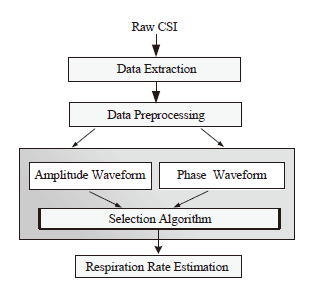 Raw CSI
Data Extraction
Data Preprocessing
Amplitude Waveform
Phase Waveform
Selection Algorithm
Respiration Rate Estimation